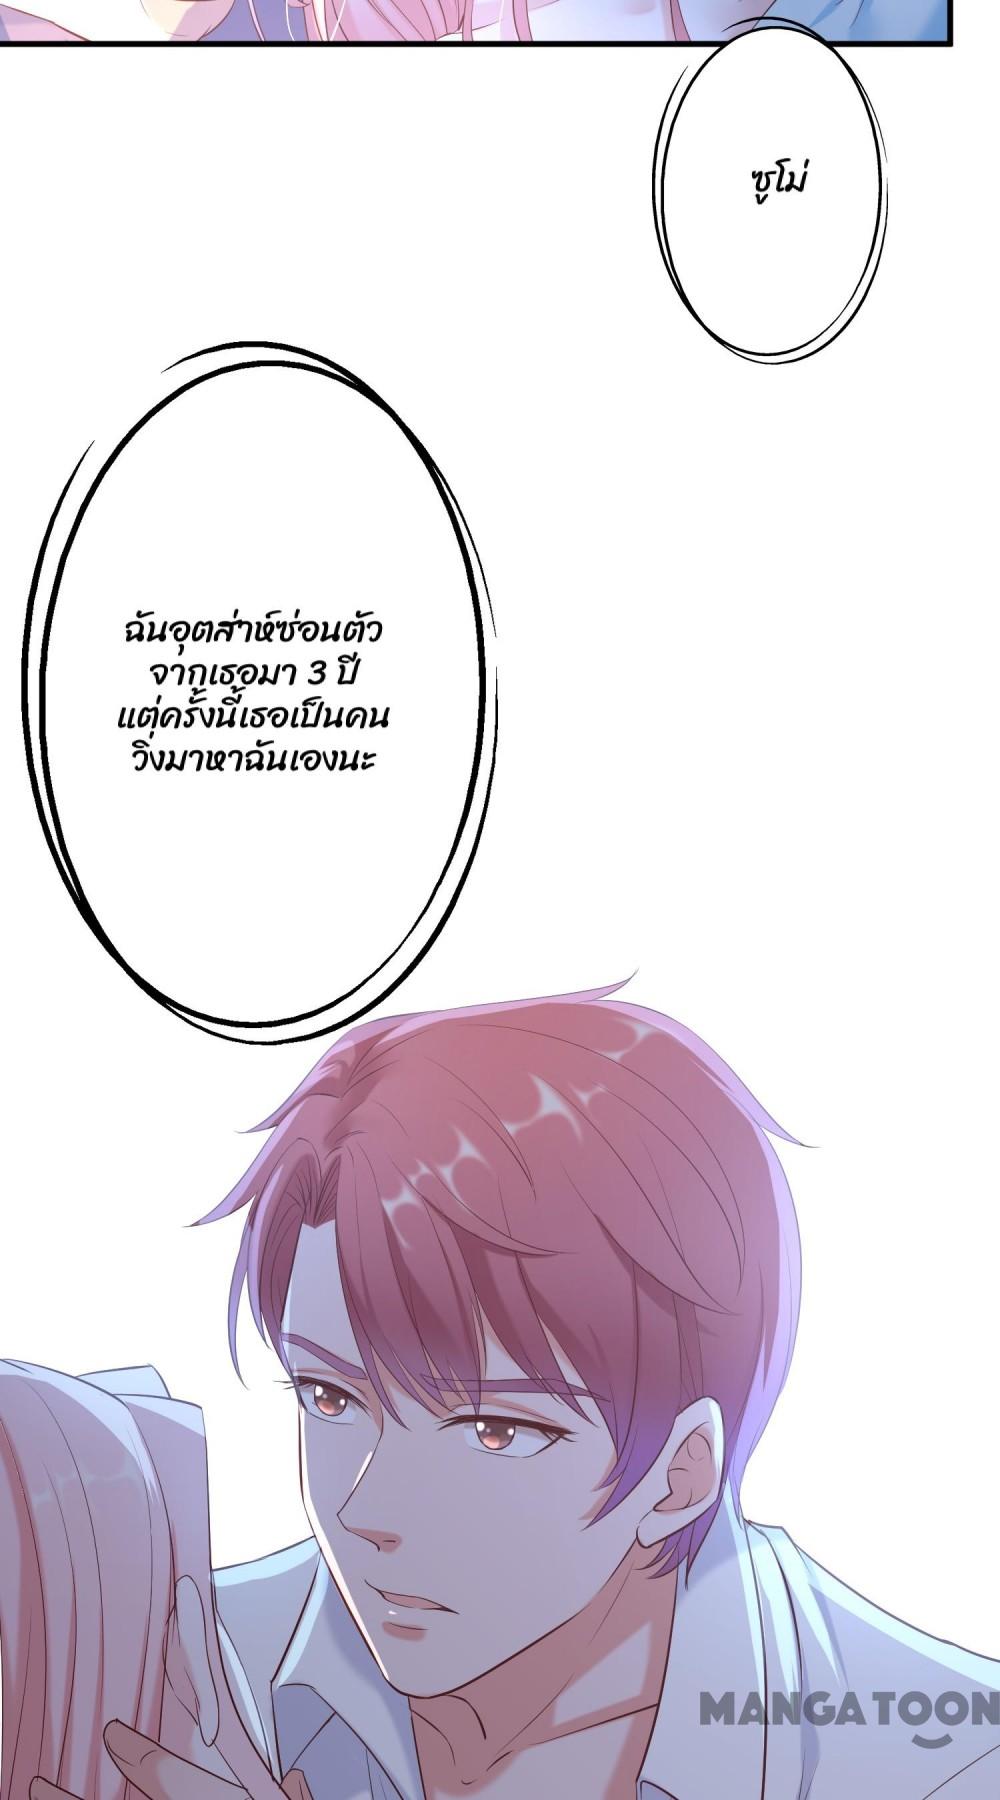 ซูโม่
ฉันอุตส่าห์ซ่อนตัว
จากเธอมา 3 ปี
แต่ครั้งนี้เธอเป็นคน
วิ่งมาหาฉันเองนะ
MANGATOON